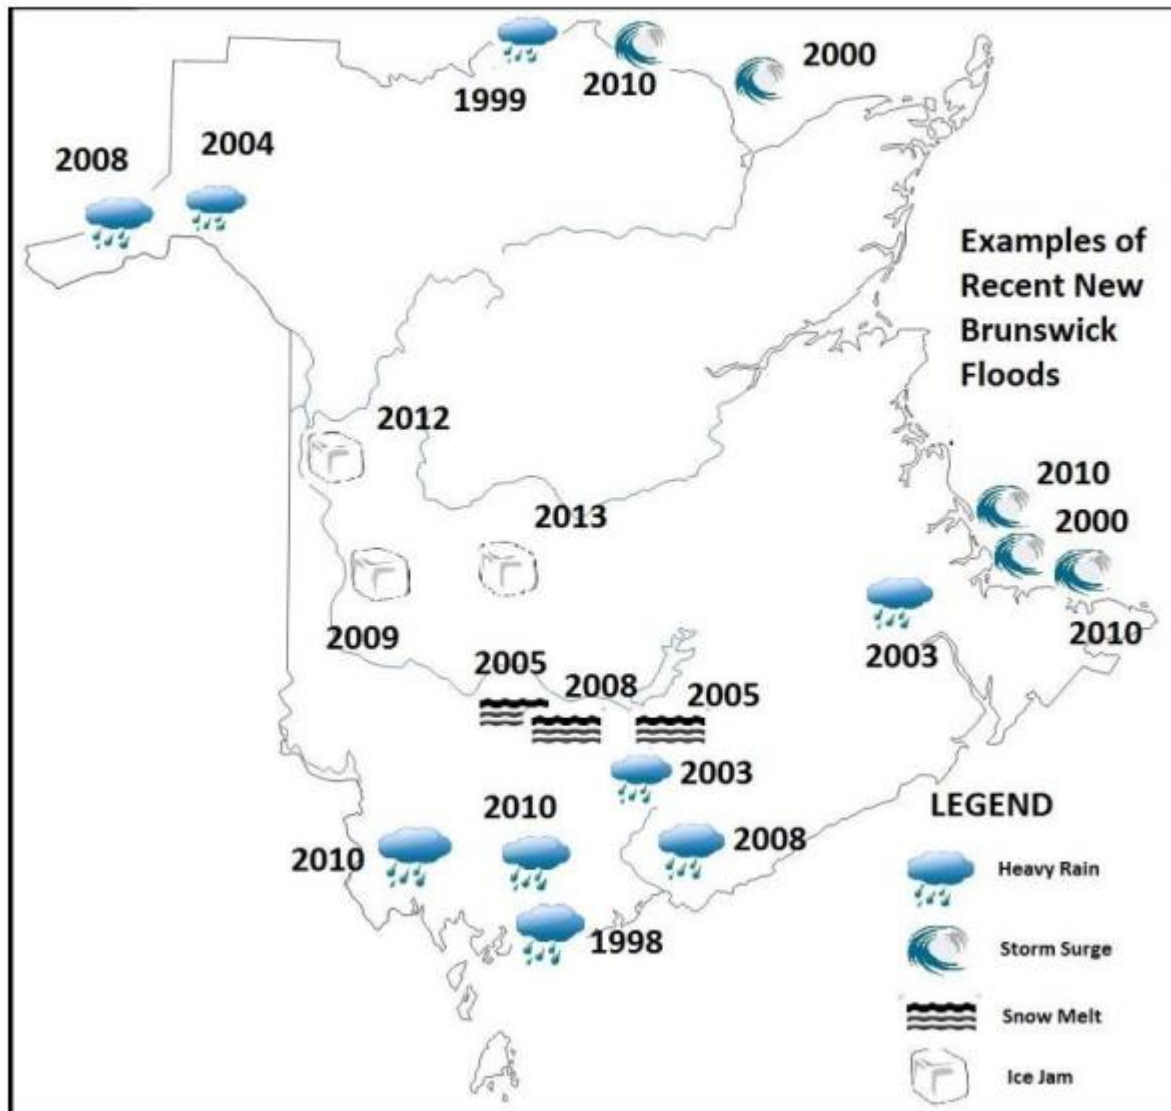 2000
1999
2010
2008
2004
Examples of
Recent New
Brunswick
Floods
2012
2010
2013
2000
2009
2003
2010
2005
2008
2005
2003
2010
2010
2008
1998
LEGEND
Heavy Rain
Storm Surge
Snow Melt
Ice Jam